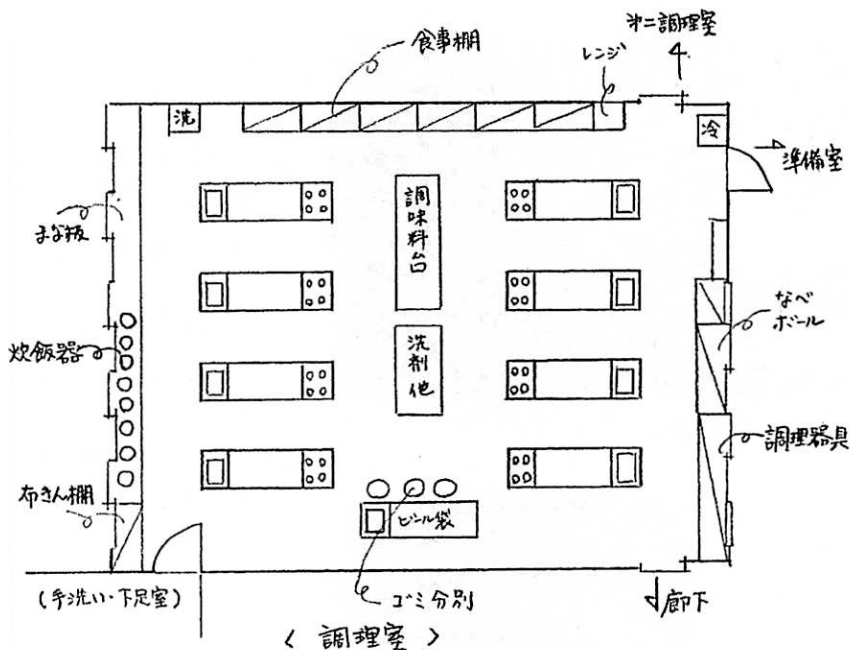 食事棚
レンジ
第二調理室
洗
冷
準備室
まな板
調味料台
なべ
ボール
炊飯器
洗剤他
調理器具
布きん棚
ビニール袋
(手洗い・下足室)
ゴミ分別
廊下
〈 調理室 〉